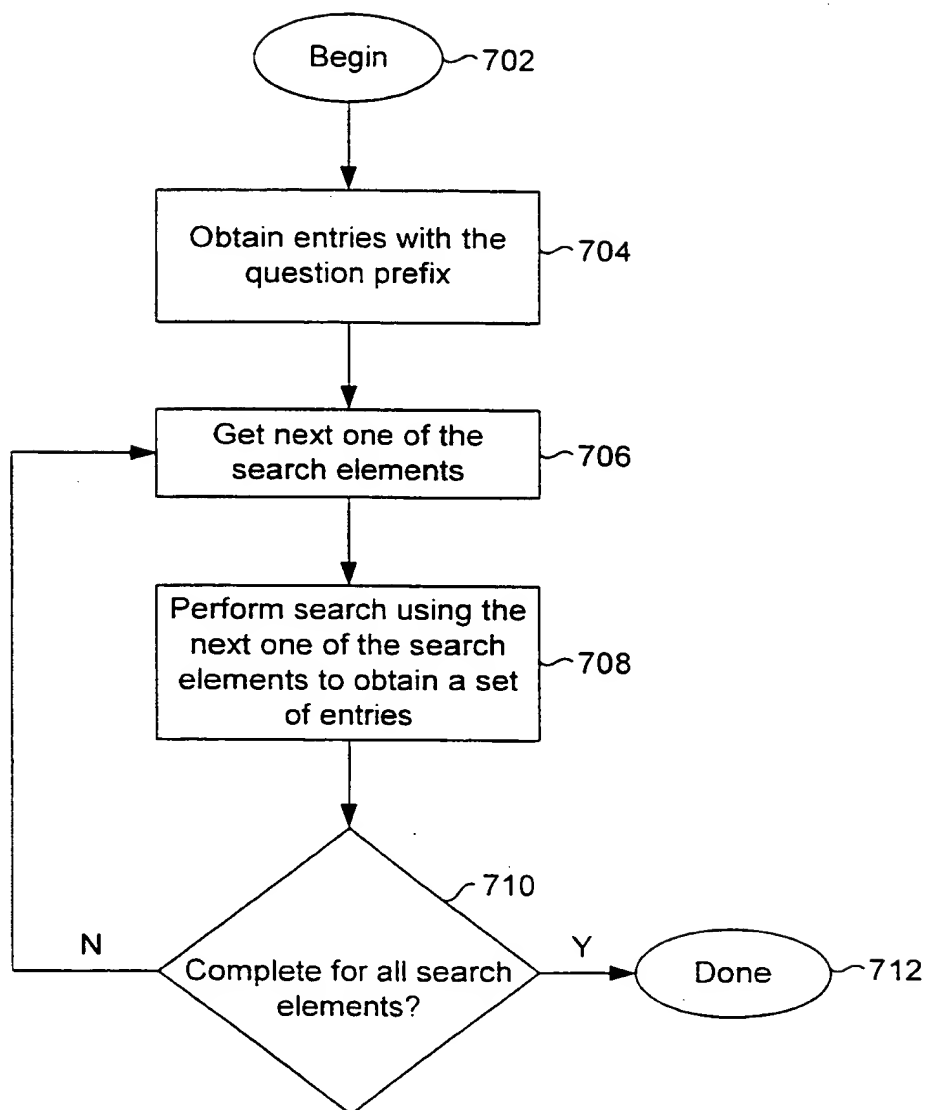 Begin
702
Obtain entries with the
question prefix
704
Get next one of the
search elements
706
Perform search using the
next one of the search
elements to obtain a set
of entries
708
710
N
Y
Complete for all search
elements?
Done
712